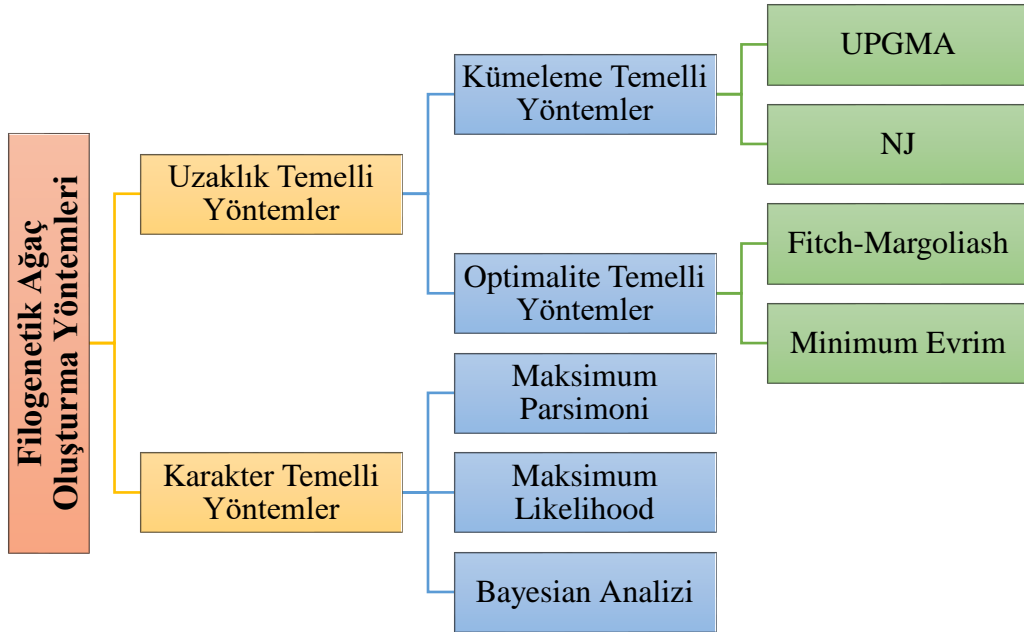 Filogenetik Ağaç
Oluşturma Yöntemleri
Uzaklık Temelli
Yöntemler
Kümeleme Temelli
Yöntemler
UPGMA
NJ
Optimalite Temelli
Yöntemler
Fitch-Margoliash
Minimum Evrim
Karakter Temelli
Yöntemler
Maksimum
Parsimoni
Maksimum
Likelihood
Bayesian Analizi